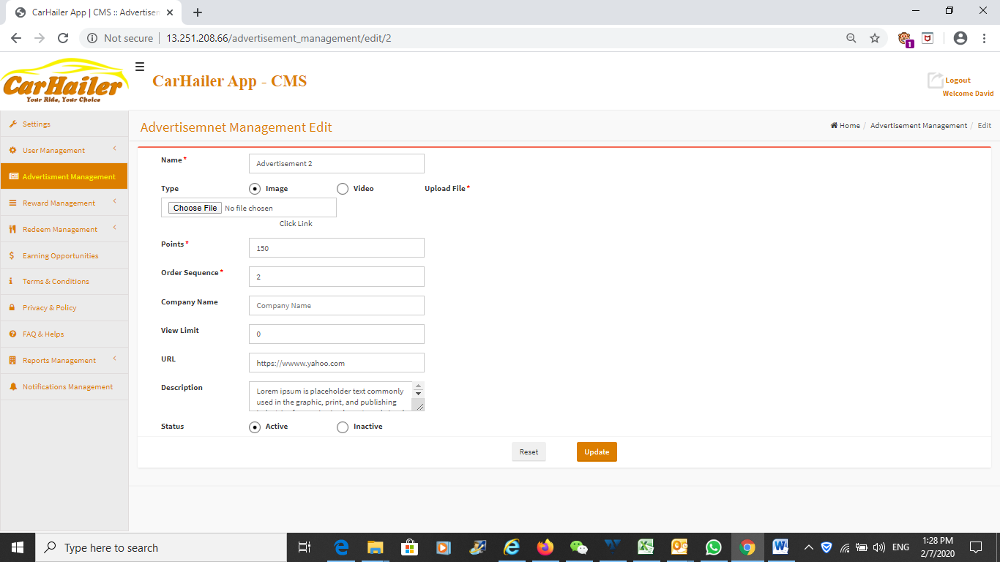 CarHailer App | CMS :: Advertisem
Not secure | 13.251.208.66/advertisement_management/edit/2
1
CarHailer
Your Ride, Your Choice
CarHailer App - CMS
Logout
Welcome David
Settings
User Management
Advertisment Management
Reward Management
Redeem Management
Earning Opportunities
Terms & Conditions
Privacy & Policy
FAQ & Helps
Reports Management
Notifications Management
Advertisemnet Management Edit
Home / Advertisement Management / Edit
Name*
Advertisement 2
Type
Image
Video
Upload File*
Choose File No file chosen
Click Link
Points*
150
Order Sequence*
2
Company Name
Company Name
View Limit
0
URL
https://wwww.yahoo.com
Description
Lorem ipsum is placeholder text commonly
used in the graphic, print, and publishing
Status
Active
Inactive
Reset
Update
Type here to search
ENG
1:28 PM
2/7/2020